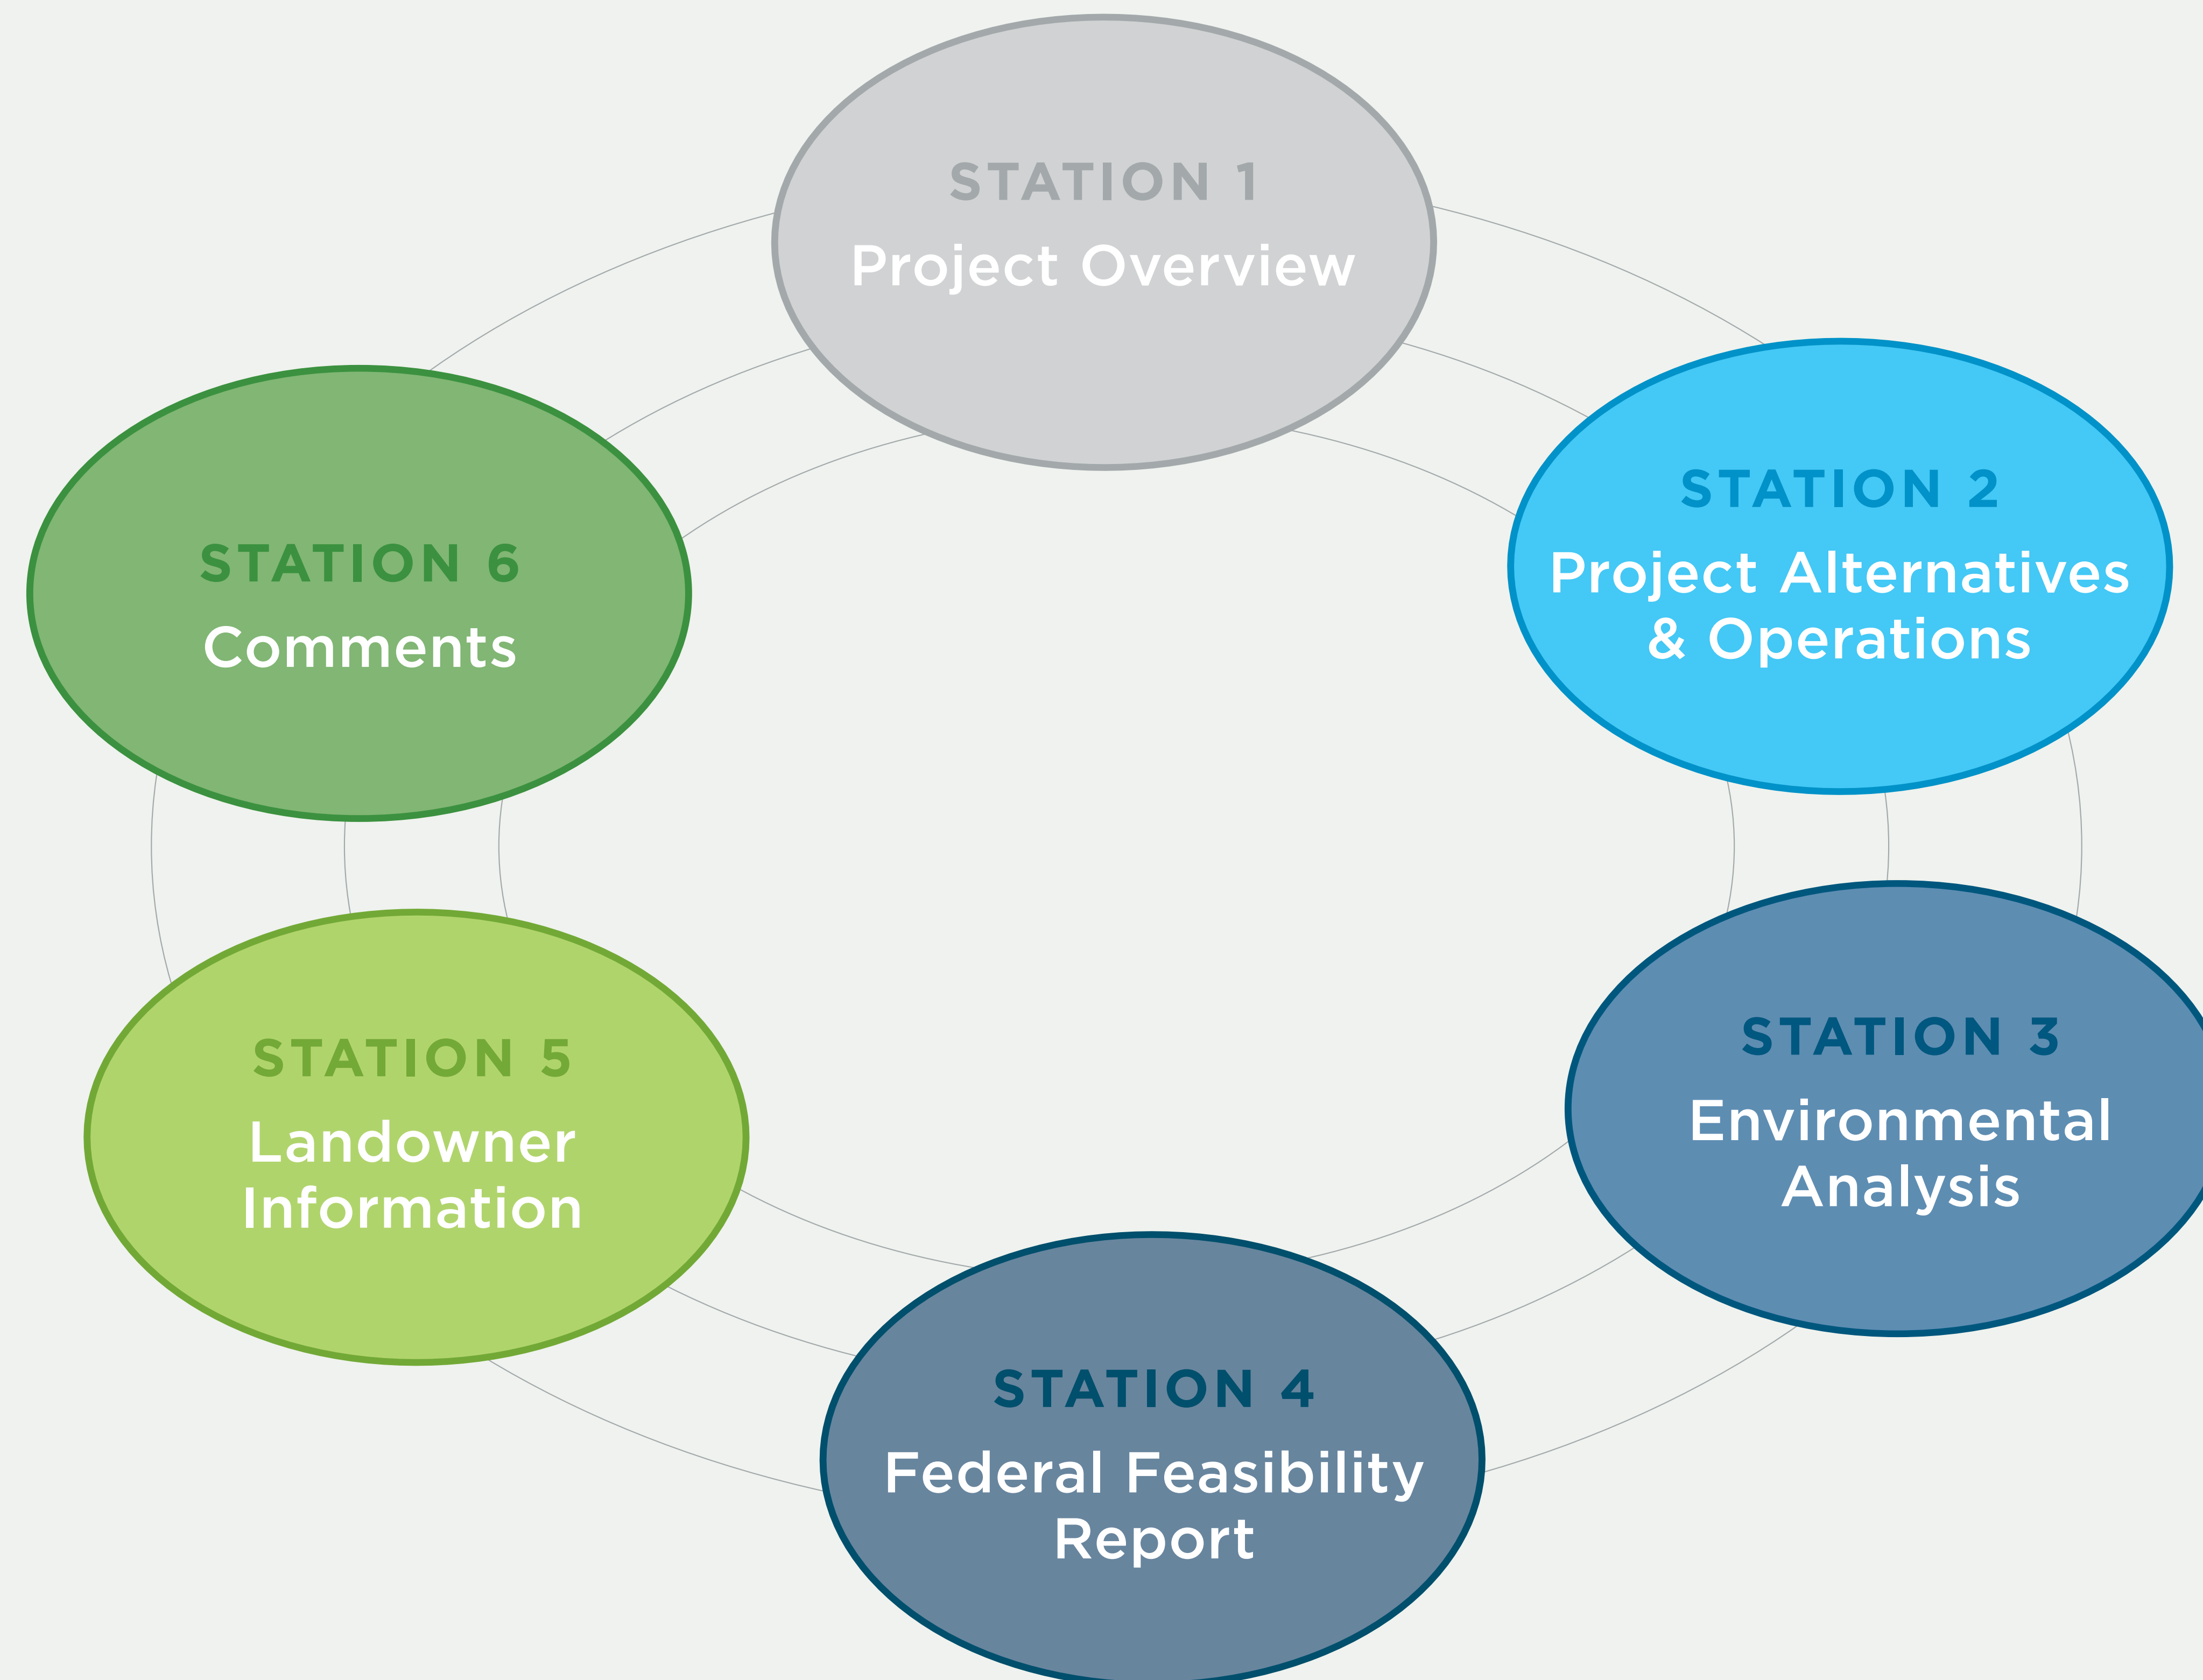 STATION 1
Project Overview
STATION 2
Project Alternatives
& Operations
STATION 3
Environmental
Analysis
STATION 4
Federal Feasibility
Report
STATION 5
Landowner
Information
STATION 6
Comments